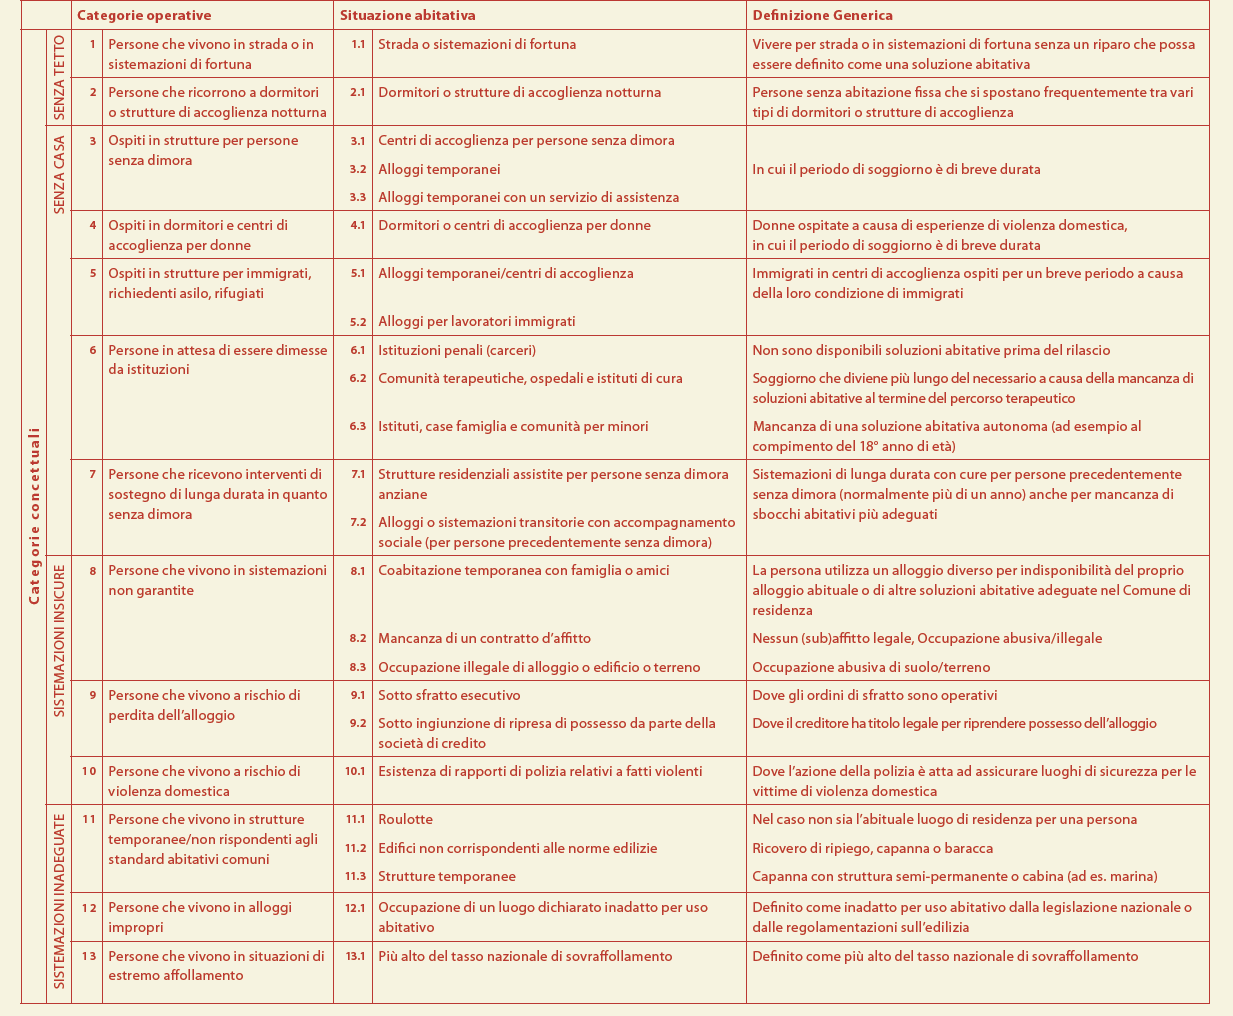 Categorie operative
Situazione abitativa
Definizione Generica
Categorie concettuali
SENZA TETTO
1
Persone che vivono in strada o in
sistemazioni di fortuna
1.1
Strada o sistemazioni di fortuna
Vivere per strada o in sistemazioni di fortuna senza un riparo che possa
essere definito come una soluzione abitativa
2
Persone che ricorrono a dormitori
o strutture di accoglienza notturna
2.1
Dormitori o strutture di accoglienza notturna
Persone senza abitazione fissa che si spostano frequentemente tra vari
tipi di dormitori o strutture di accoglienza
SENZA CASA
3
Ospiti in strutture per persone
senza dimora
3.1
Centri di accoglienza per persone senza dimora
3.2
Alloggi temporanei
In cui il periodo di soggiorno è di breve durata
3.3
Alloggi temporanei con un servizio di assistenza
4
Ospiti in dormitori e centri di
accoglienza per donne
4.1
Dormitori o centri di accoglienza per donne
Donne ospitate a causa di esperienze di violenza domestica,
in cui il periodo di soggiorno è di breve durata
5
Ospiti in strutture per immigrati,
richiedenti asilo, rifugiati
5.1
Alloggi temporanei/centri di accoglienza
Immigrati in centri di accoglienza ospiti per un breve periodo a causa
della loro condizione di immigrati
5.2
Alloggi per lavoratori immigrati
6
Persone in attesa di essere dimesse
da istituzioni
6.1
Istituzioni penali (carceri)
Non sono disponibili soluzioni abitative prima del rilascio
6.2
Comunità terapeutiche, ospedali e istituti di cura
Soggiorno che diviene più lungo del necessario a causa della mancanza di
soluzioni abitative al termine del percorso terapeutico
6.3
Istituti, case famiglia e comunità per minori
Mancanza di una soluzione abitativa autonoma (ad esempio al
compimento del 18° anno di età)
7
Persone che ricevono interventi di
sostegno di lunga durata in quanto
senza dimora
7.1
Strutture residenziali assistite per persone senza dimora
anziane
Sistemazioni di lunga durata con cure per persone precedentemente
senza dimora (normalmente più di un anno) anche per mancanza di
sbocchi abitativi più adeguati
7.2
Alloggi o sistemazioni transitorie con accompagnamento
sociale (per persone precedentemente senza dimora)
SISTEMAZIONI INSICURE
8
Persone che vivono in sistemazioni
non garantite
8.1
Coabitazione temporanea con famiglia o amici
La persona utilizza un alloggio diverso per indisponibilità del proprio
alloggio abituale o di altre soluzioni abitative adeguate nel Comune di
residenza
8.2
Mancanza di un contratto d'affitto
Nessun (sub)affitto legale, Occupazione abusiva/illegale
8.3
Occupazione illegale di alloggio o edificio o terreno
Occupazione abusiva di suolo/terreno
9
Persone che vivono a rischio di
perdita dell'alloggio
9.1
Sotto sfratto esecutivo
Dove gli ordini di sfratto sono operativi
9.2
Sotto ingiunzione di ripresa di possesso da parte della
società di credito
Dove il creditore ha titolo legale per riprendere possesso dell'alloggio
10
Persone che vivono a rischio di
violenza domestica
10.1
Esistenza di rapporti di polizia relativi a fatti violenti
Dove l'azione della polizia è atta ad assicurare luoghi di sicurezza per le
vittime di violenza domestica
SISTEMAZIONI INADEGUATE
11
Persone che vivono in strutture
temporanee/non rispondenti agli
standard abitativi comuni
11.1
Roulotte
Nel caso non sia l'abituale luogo di residenza per una persona
11.2
Edifici non corrispondenti alle norme edilizie
Ricovero di ripiego, capanna o baracca
11.3
Strutture temporanee
Capanna con struttura semi-permanente o cabina (ad es. marina)
12
Persone che vivono in alloggi
impropri
12.1
Occupazione di un luogo dichiarato inadatto per uso
abitativo
Definito come inadatto per uso abitativo dalla legislazione nazionale o
dalle regolamentazioni sull'edilizia
13
Persone che vivono in situazioni di
estremo affollamento
13.1
Più alto del tasso nazionale di sovraffollamento
Definito come più alto del tasso nazionale di sovraffollamento